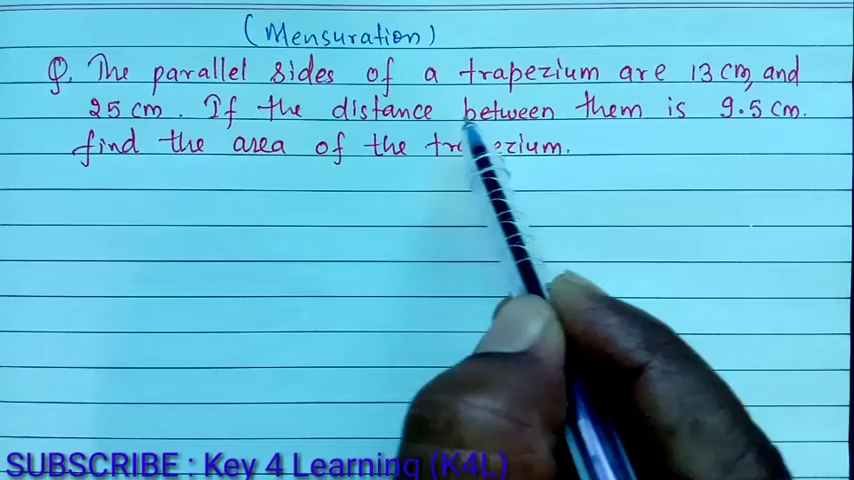 (Mensuration)
Q. The parallel sides of a trapezium are 13 cm, and
25 cm. If the distance between them is 9.5 cm.
find the area of the
SUBSCRIBE : Key 4 Learning (K4L)